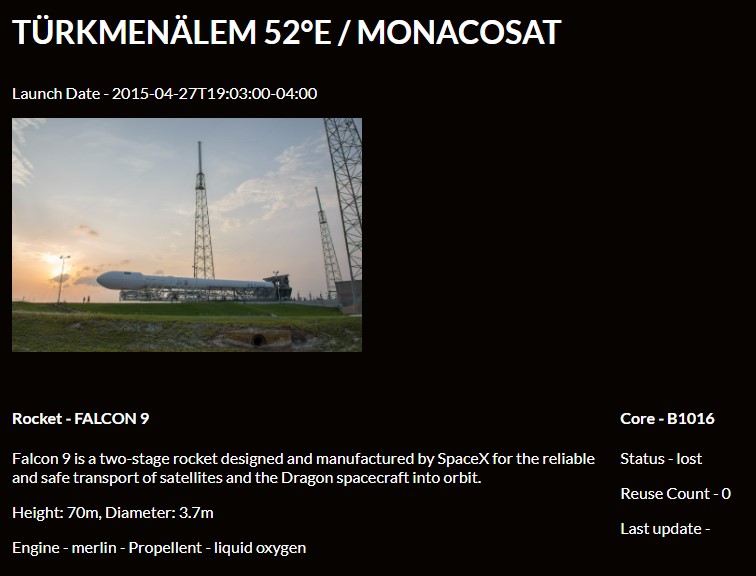 TÜRKMENÄLEM 52°E / MONACOSAT
Launch Date - 2015-04-27T19:03:00-04:00
Rocket - FALCON 9
Falcon 9 is a two-stage rocket designed and manufactured by SpaceX for the reliable
and safe transport of satellites and the Dragon spacecraft into orbit.
Height: 70m, Diameter: 3.7m
Engine - merlin - Propellent - liquid oxygen
Core - B1016
Status - lost
Reuse Count - 0
Last update -